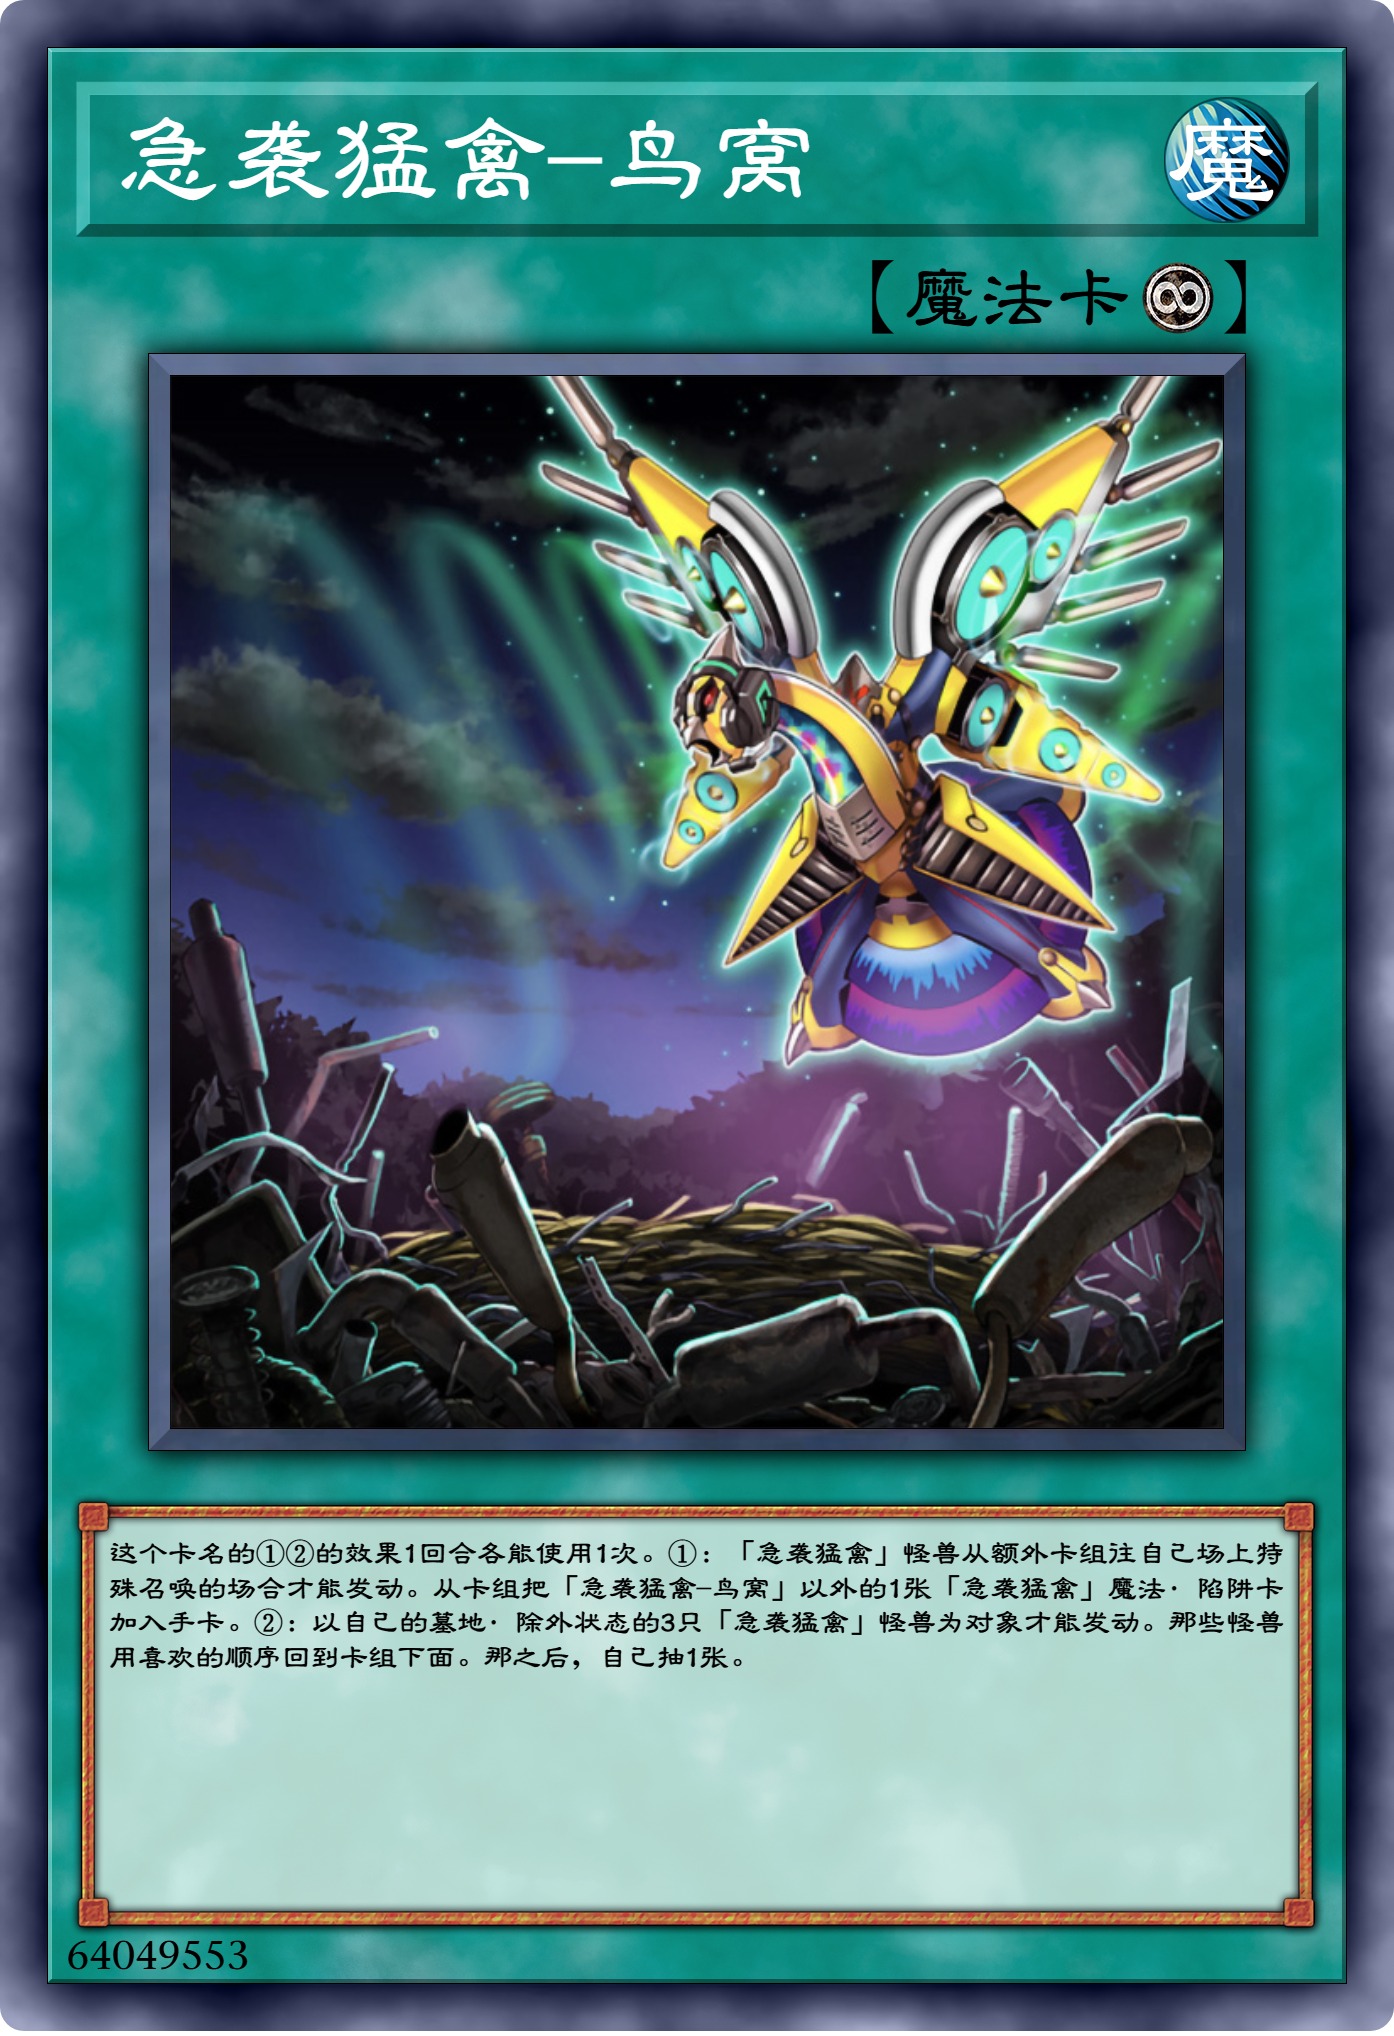 急袭猛禽-鸟窝
魔
【魔法卡】
这个卡名的①②的效果1回合各能使用1次。①：「急袭猛禽」怪兽从额外卡组往自己场上特
殊召唤的场合才能发动。从卡组把「急袭猛禽-鸟窝」以外的1张「急袭猛禽」魔法·陷阱卡
加入手卡。②：以自己的墓地·除外状态的3只「急袭猛禽」怪兽为对象才能发动。那些怪兽
用喜欢的顺序回到卡组下面。那之后，自己抽1张。
64049553